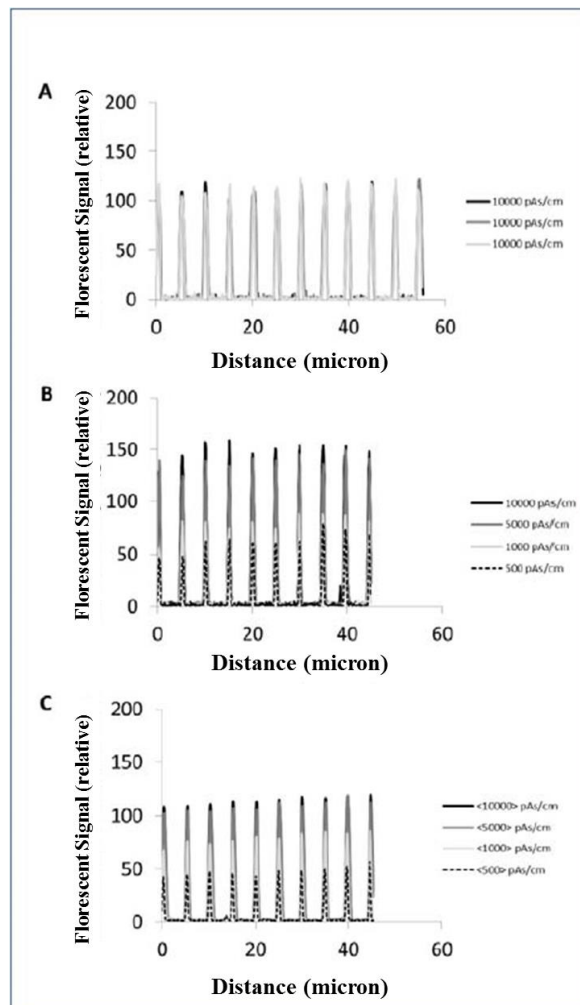 A
Florescent Signal (relative)
200
150
100
50
0
0 20 40 60
Distance (micron)
10000 pAs/cm
10000 pAs/cm
10000 pAs/cm
B
Florescent Signal (relative)
200
150
100
50
0
0 20 40 60
Distance (micron)
10000 pAs/cm
5000 pAs/cm
1000 pAs/cm
500 pAs/cm
C
Florescent Signal (relative)
200
150
100
50
0
0 20 40 60
Distance (micron)
<10000> pAs/cm
<5000> pAs/cm
<1000> pAs/cm
<500> pAs/cm